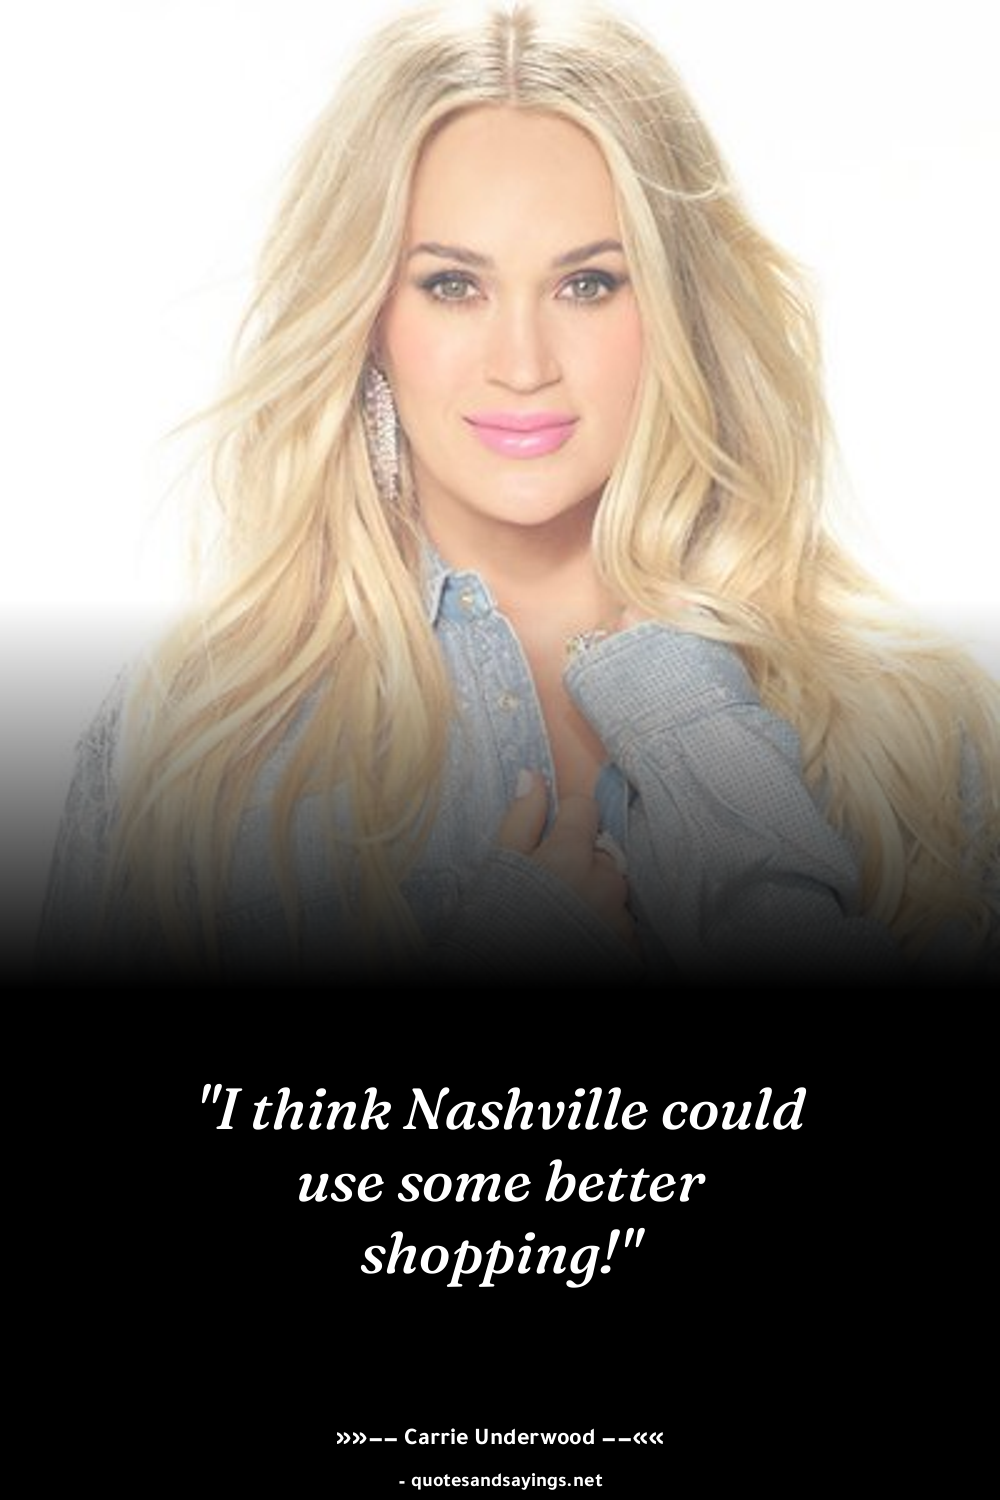 "I think Nashville could
use some better
shopping!"
»»—— Carrie Underwood ——««
- quotesandsayings.net